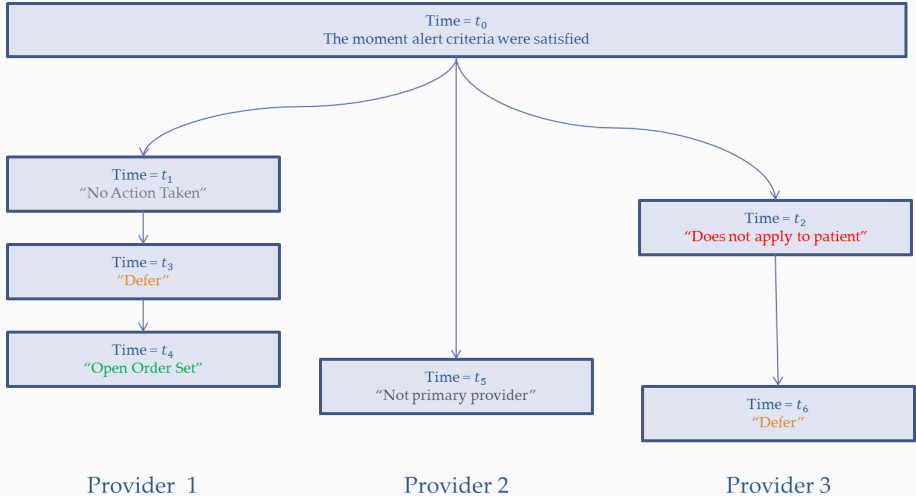 Time = t₀
The moment alert criteria were satisfied
Time = t₁
“No Action Taken”
Time = t₃
“Defer”
Time = t₄
“Open Order Set”
Time = t₅
“Not primary provider”
Time = t₂
“Does not apply to patient”
Time = t₆
“Defer”
Provider 1
Provider 2
Provider 3